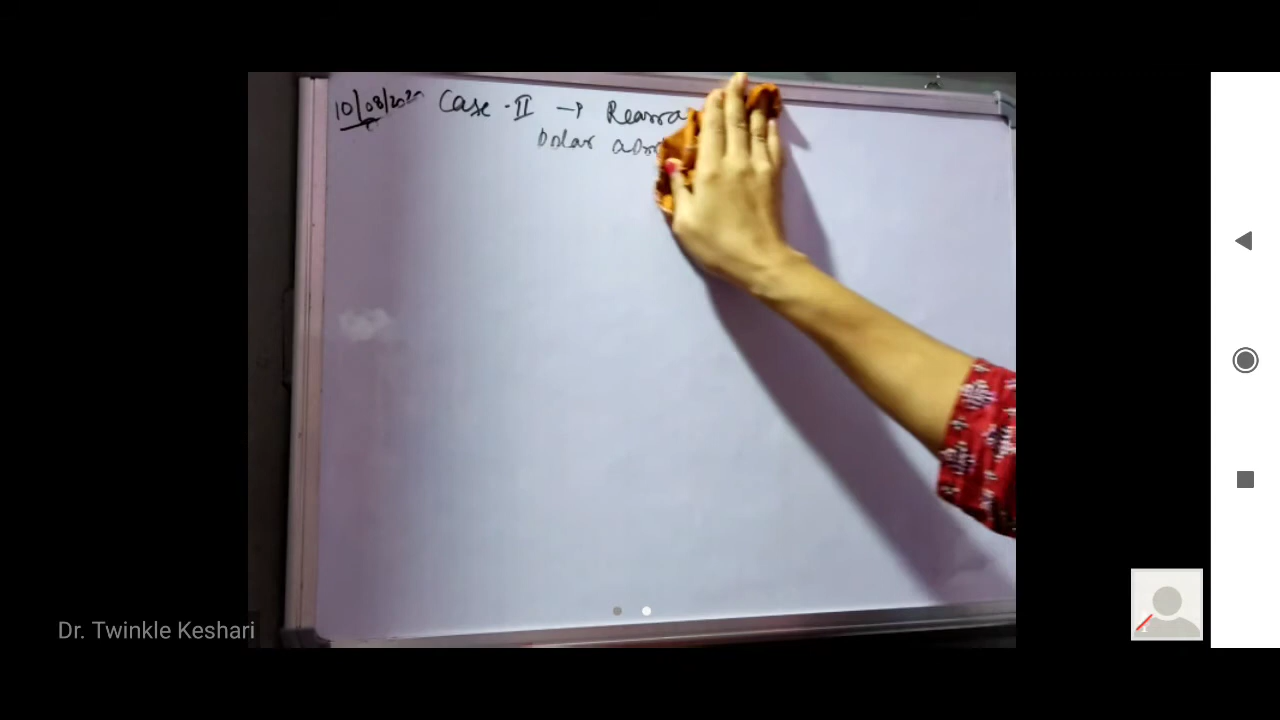 10/08/2020 Case-II → Rearra
Dr. Twinkle Keshari